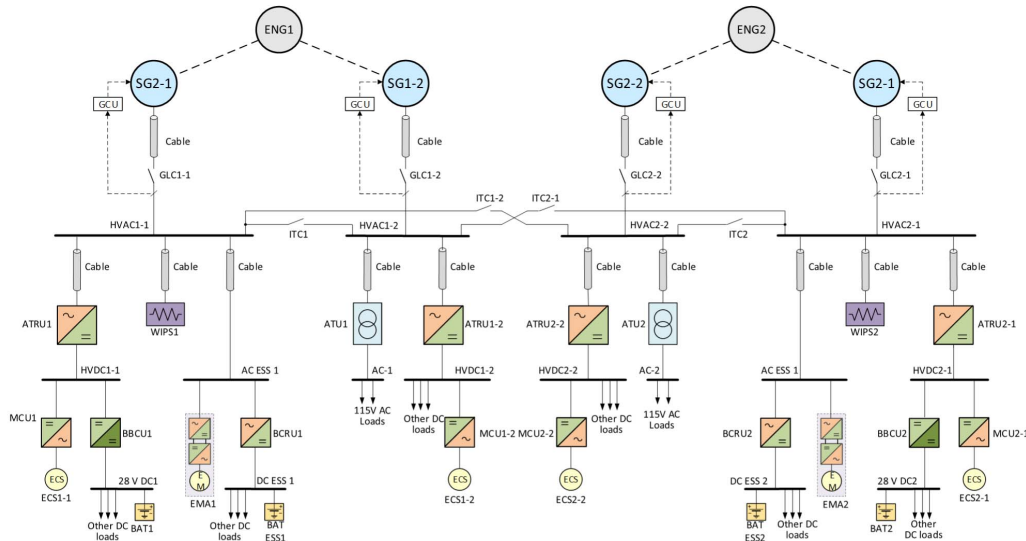 ENG1
ENG2
SG2-1
SG1-2
SG2-2
SG2-1
GCU
GCU
GCU
GCU
Cable
Cable
Cable
Cable
GLC1-1
GLC1-2
GLC2-2
GLC2-1
ITC1-2
ITC2-1
HVAC1-1
ITC1
HVAC1-2
HVAC2-2
ITC2
HVAC2-1
Cable
Cable
Cable
Cable
Cable
Cable
Cable
Cable
Cable
Cable
ATRU1
WIPS1
ATU1
ATRU1-2
ATRU2-2
ATU2
WIPS2
ATRU2-1
HVDC1-1
AC ESS 1
AC-1
HVDC1-2
HVDC2-2
AC-2
AC ESS 1
HVDC2-1
115V AC
Loads
Other DC
loads
Other DC
loads
115V AC
Loads
MCU1
BBCU1
BCRU1
MCU1-2
MCU2-2
BCRU2
BBCU2
MCU2-1
ECS
ECS1-1
E
M
EMA1
ECS
ECS1-2
ECS
ECS2-2
E
M
EMA2
ECS
ECS2-1
28 V DC1
DC ESS 1
DC ESS 2
28 V DC2
Other DC
loads
BAT1
Other DC
loads
BAT
ESS1
BAT
ESS2
Other DC
loads
BAT2
Other
DC loads